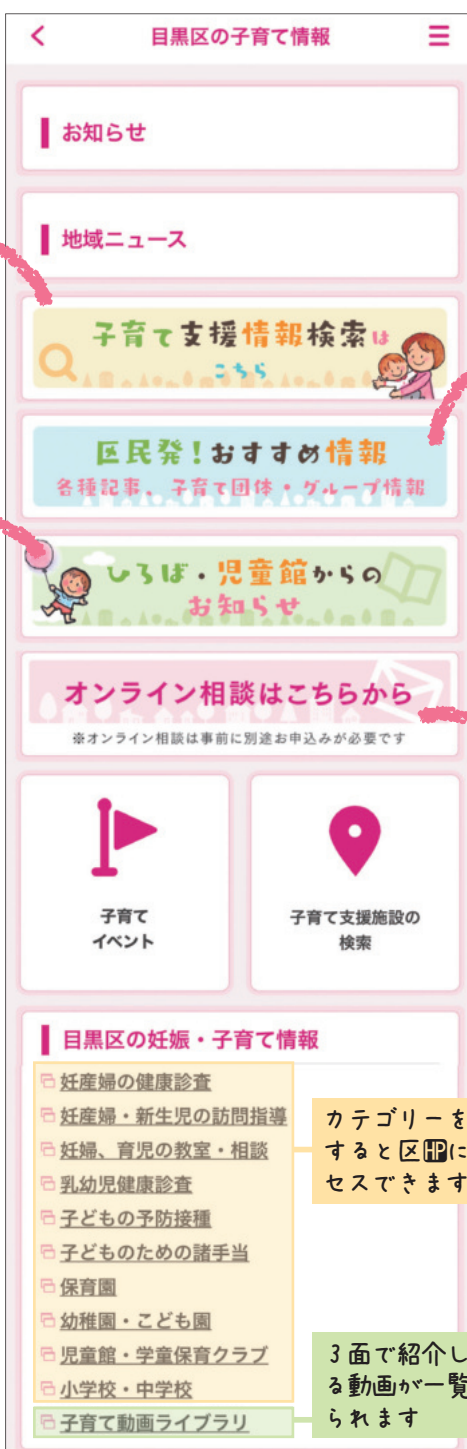 目黒区の子育て情報
お知らせ
地域ニュース
子育て支援情報検索は
こちら
区民発!おすすめ情報
各種記事、子育て団体・グループ情報
ひろば・児童館からの
お知らせ
オンライン相談はこちらから
※オンライン相談は事前に別途お申込みが必要です
子育て
イベント
子育て支援施設の
検索
目黒区の妊娠・子育て情報
妊産婦の健康診査
妊産婦・新生児の訪問指導
妊婦、育児の教室・相談
乳幼児健康診査
子どもの予防接種
子どものための諸手当
保育園
幼稚園・こども園
児童館・学童保育クラブ
小学校・中学校
子育て動画ライブラリ
カテゴリーを
すると区HPに
セスできます
3面で紹介し
る動画が一覧
られます